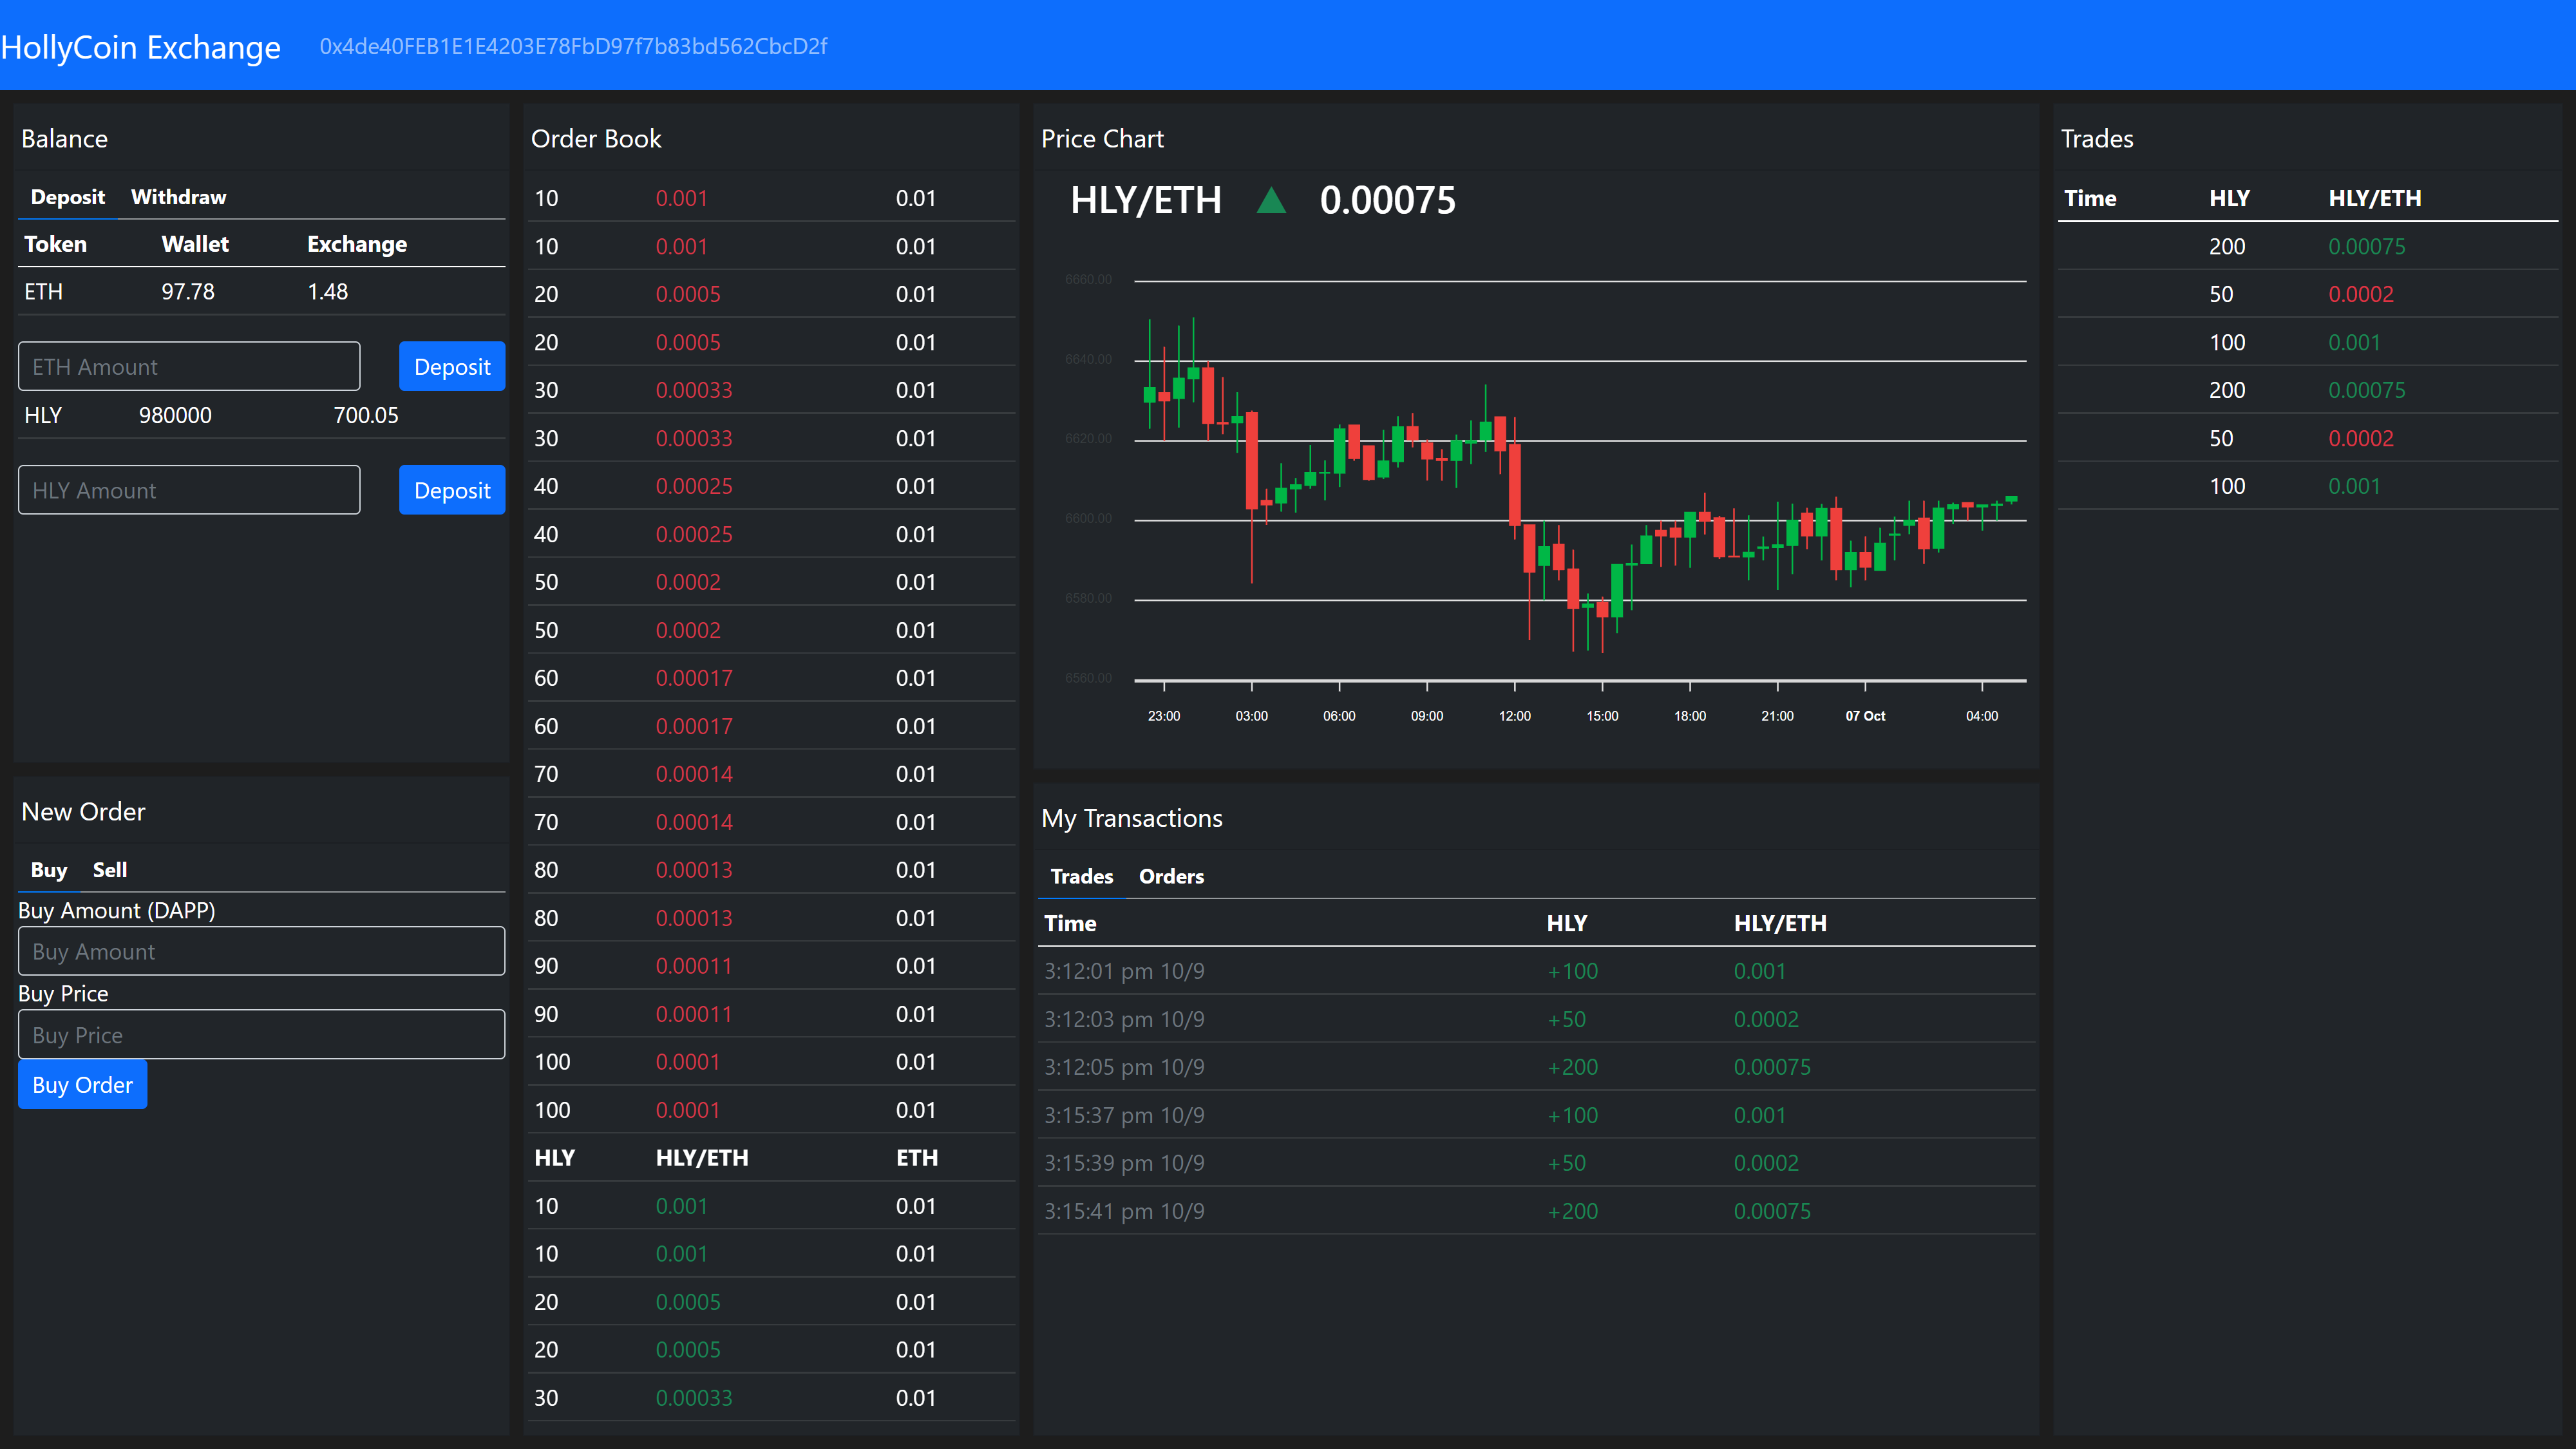 HollyCoin Exchange 0x4de40FEB1E1E4203E78FbD97f7b83bd562CbcD2f
Balance
Deposit Withdraw
Token Wallet Exchange
ETH 97.78 1.48
ETH Amount Deposit
HLY 980000 700.05
HLY Amount Deposit
New Order
Buy Sell
Buy Amount (DAPP)
Buy Amount
Buy Price
Buy Price
Buy Order
Order Book
10 0.001 0.01
10 0.001 0.01
20 0.0005 0.01
20 0.0005 0.01
30 0.00033 0.01
30 0.00033 0.01
40 0.00025 0.01
40 0.00025 0.01
50 0.0002 0.01
50 0.0002 0.01
60 0.00017 0.01
60 0.00017 0.01
70 0.00014 0.01
70 0.00014 0.01
80 0.00013 0.01
80 0.00013 0.01
90 0.00011 0.01
90 0.00011 0.01
100 0.0001 0.01
100 0.0001 0.01
HLY HLY/ETH ETH
10 0.001 0.01
10 0.001 0.01
20 0.0005 0.01
20 0.0005 0.01
30 0.00033 0.01
Price Chart
HLY/ETH ▲ 0.00075
6660.00
6640.00
6620.00
6600.00
6580.00
6560.00
23:00 03:00 06:00 09:00 12:00 15:00 18:00 21:00 07 Oct 04:00
My Transactions
Trades Orders
Time HLY HLY/ETH
3:12:01 pm 10/9 +100 0.001
3:12:03 pm 10/9 +50 0.0002
3:12:05 pm 10/9 +200 0.00075
3:15:37 pm 10/9 +100 0.001
3:15:39 pm 10/9 +50 0.0002
3:15:41 pm 10/9 +200 0.00075
Trades
Time HLY HLY/ETH
200 0.00075
50 0.0002
100 0.001
200 0.00075
50 0.0002
100 0.001